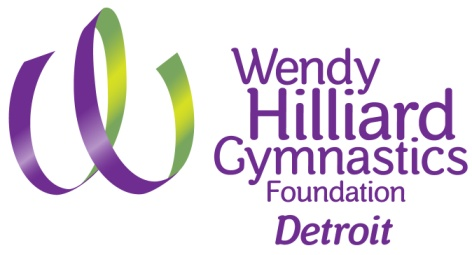 Wendy
Hilliard
Gymnastics
Foundation
Detroit